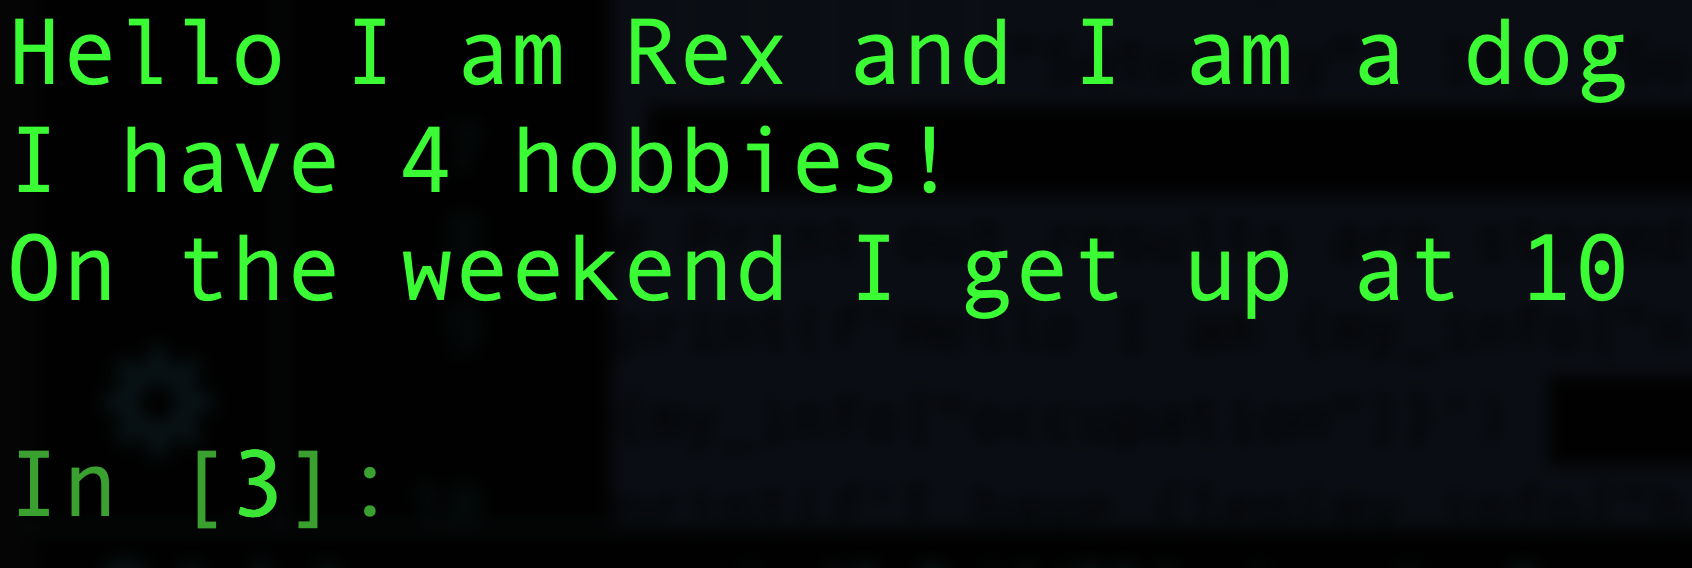 Hello I am Rex and I am a dog
I have 4 hobbies!
On the weekend I get up at 10
In [3]: